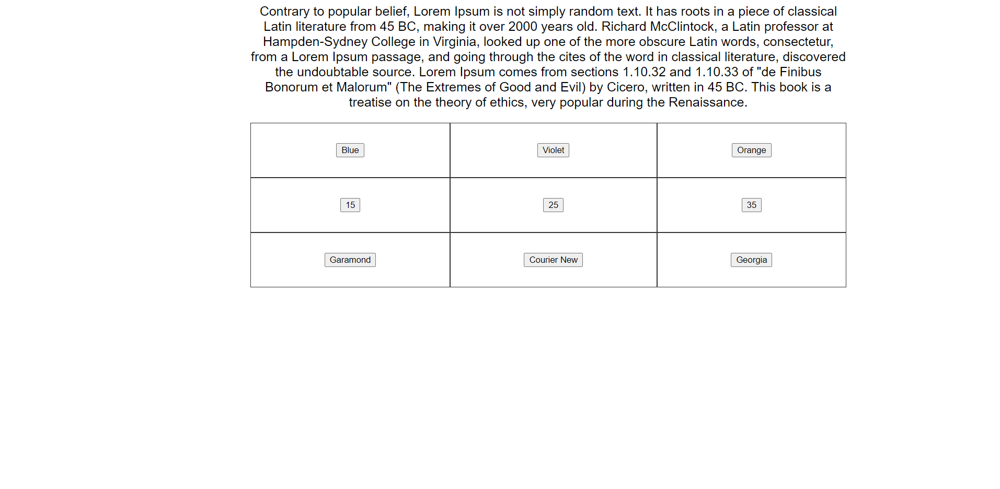 Contrary to popular belief, Lorem Ipsum is not simply random text. It has roots in a piece of classical
Latin literature from 45 BC, making it over 2000 years old. Richard McClintock, a Latin professor at
Hampden-Sydney College in Virginia, looked up one of the more obscure Latin words, consectetur,
from a Lorem Ipsum passage, and going through the cites of the word in classical literature, discovered
the undoubtable source. Lorem Ipsum comes from sections 1.10.32 and 1.10.33 of "de Finibus
Bonorum et Malorum" (The Extremes of Good and Evil) by Cicero, written in 45 BC. This book is a
treatise on the theory of ethics, very popular during the Renaissance.
Blue Violet Orange
15 25 35
Garamond Courier New Georgia